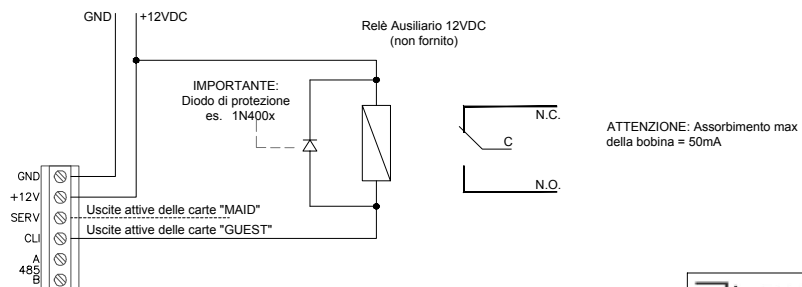 GND
+12VDC
Relè Ausiliario 12VDC
(non fornito)
IMPORTANTE:
Diodo di protezione
es. 1N400x
N.C.
C
N.O.
ATTENZIONE: Assorbimento max
della bobina = 50mA
GND
+12V
SERV
Uscite attive delle carte "MAID"
CLI
Uscite attive delle carte "GUEST"
A
485
B